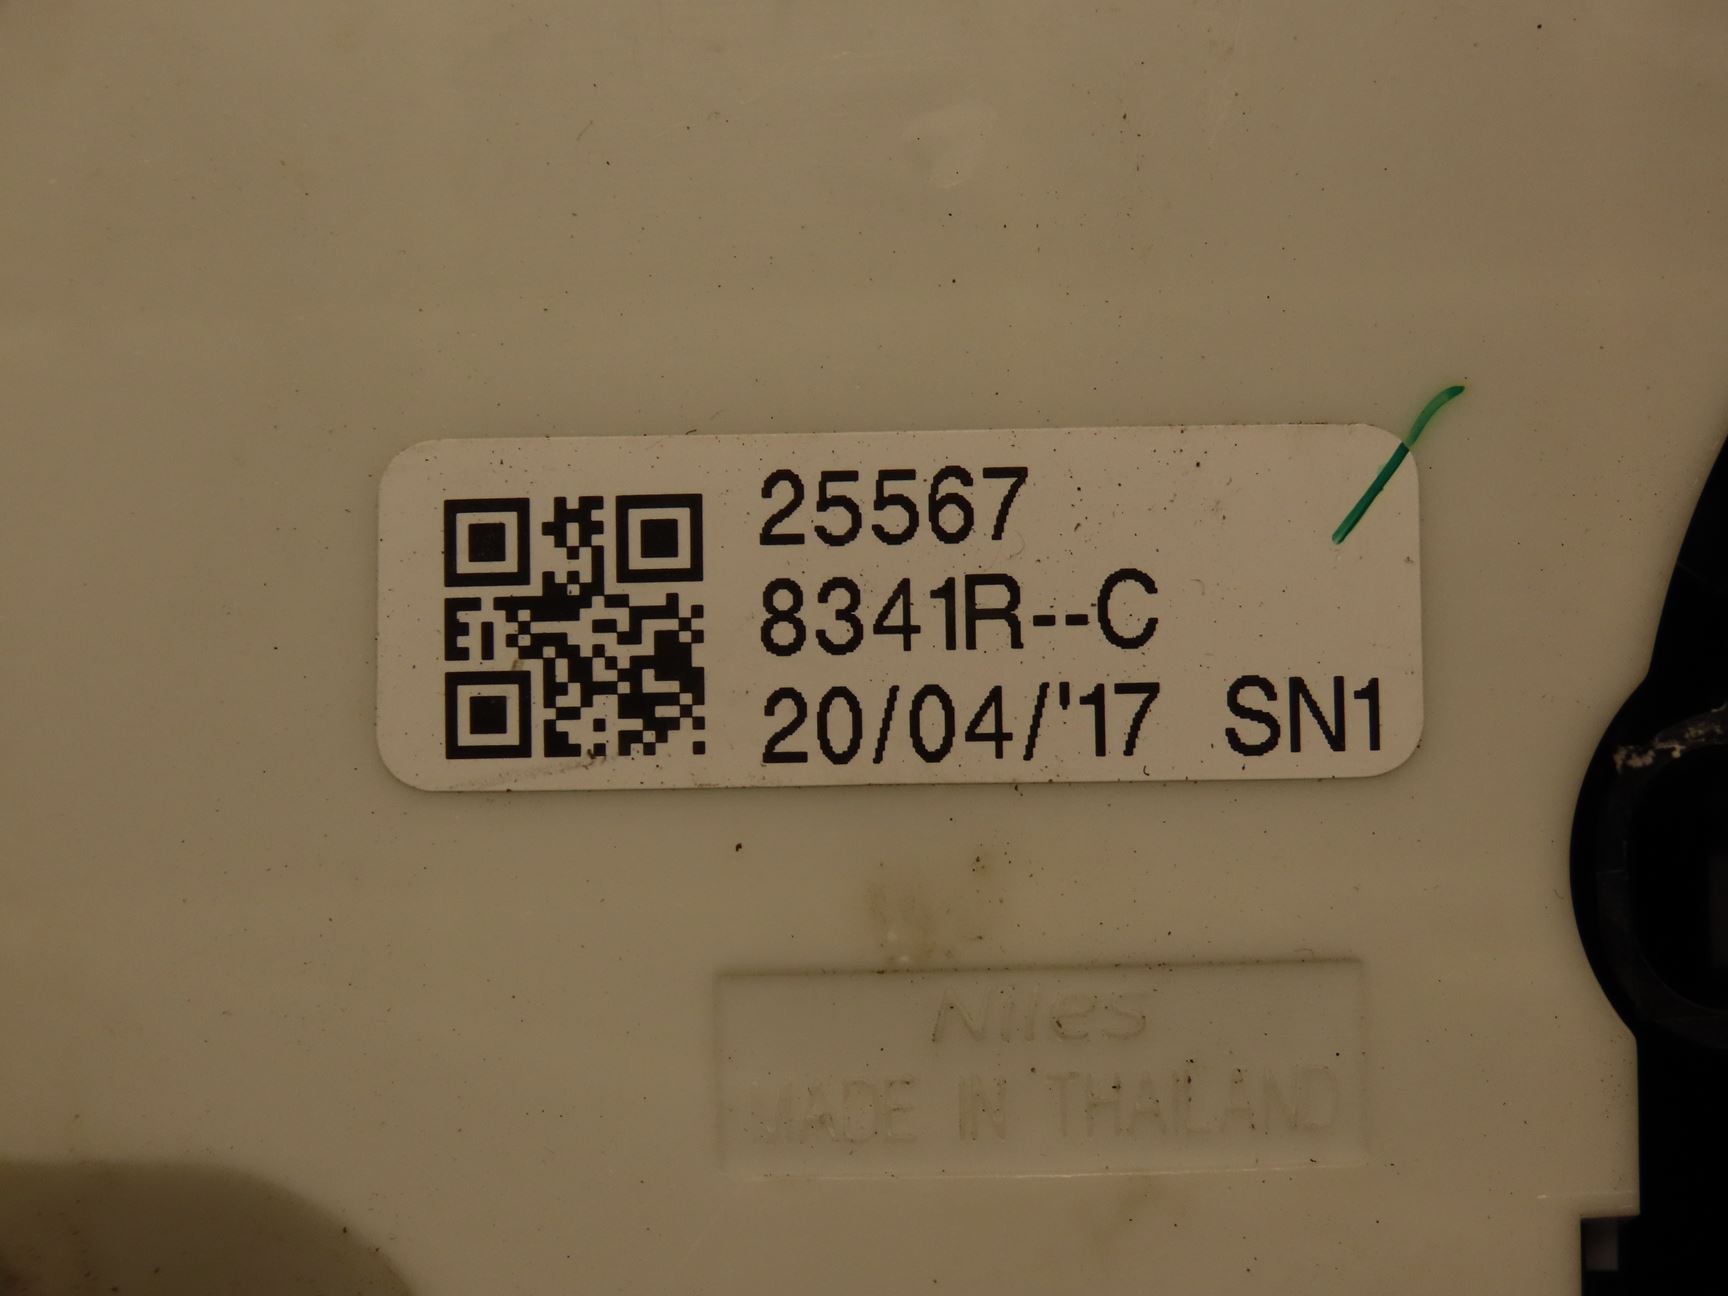 25567
8341R--C
20/04/'17 SN1
Niles
MADE IN THAILAND